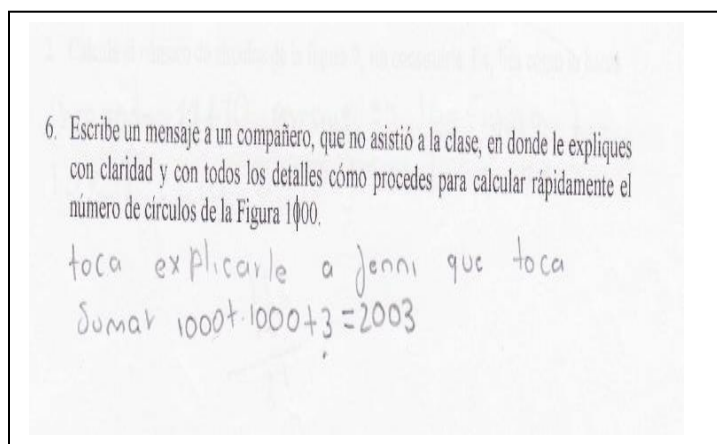 6. Escribe un mensaje a un compañero, que no asistió a la clase, en donde le expliques
con claridad y con todos los detalles cómo procedes para calcular rápidamente el
número de círculos de la Figura 1000.
toca explicarle a Jenni que toca
Sumar 1000+1000+3=2003